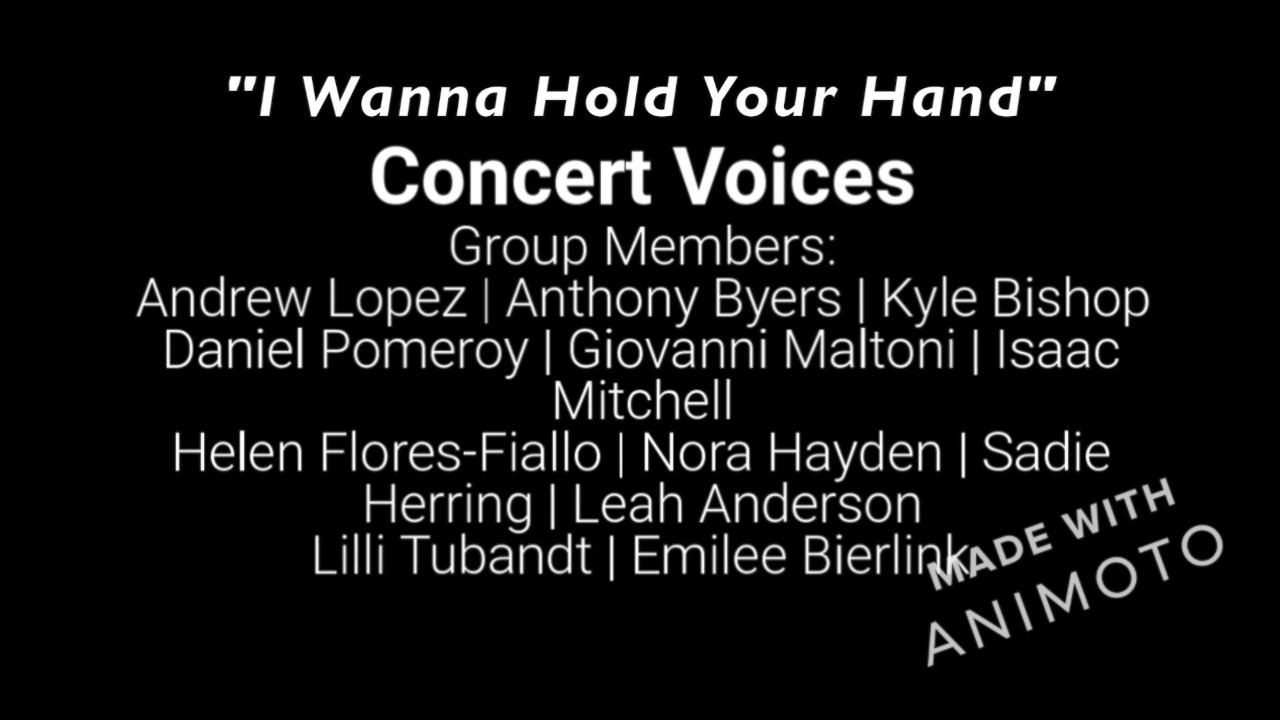 "I Wanna Hold Your Hand"
Concert Voices
Group Members:
Andrew Lopez | Anthony Byers | Kyle Bishop
Daniel Pomeroy | Giovanni Maltoni | Isaac
Mitchell
Helen Flores-Fiallo | Nora Hayden | Sadie
Herring | Leah Anderson
Lilli Tubandt | Emilee Bierlink
MADE WITH
ANIMOTO